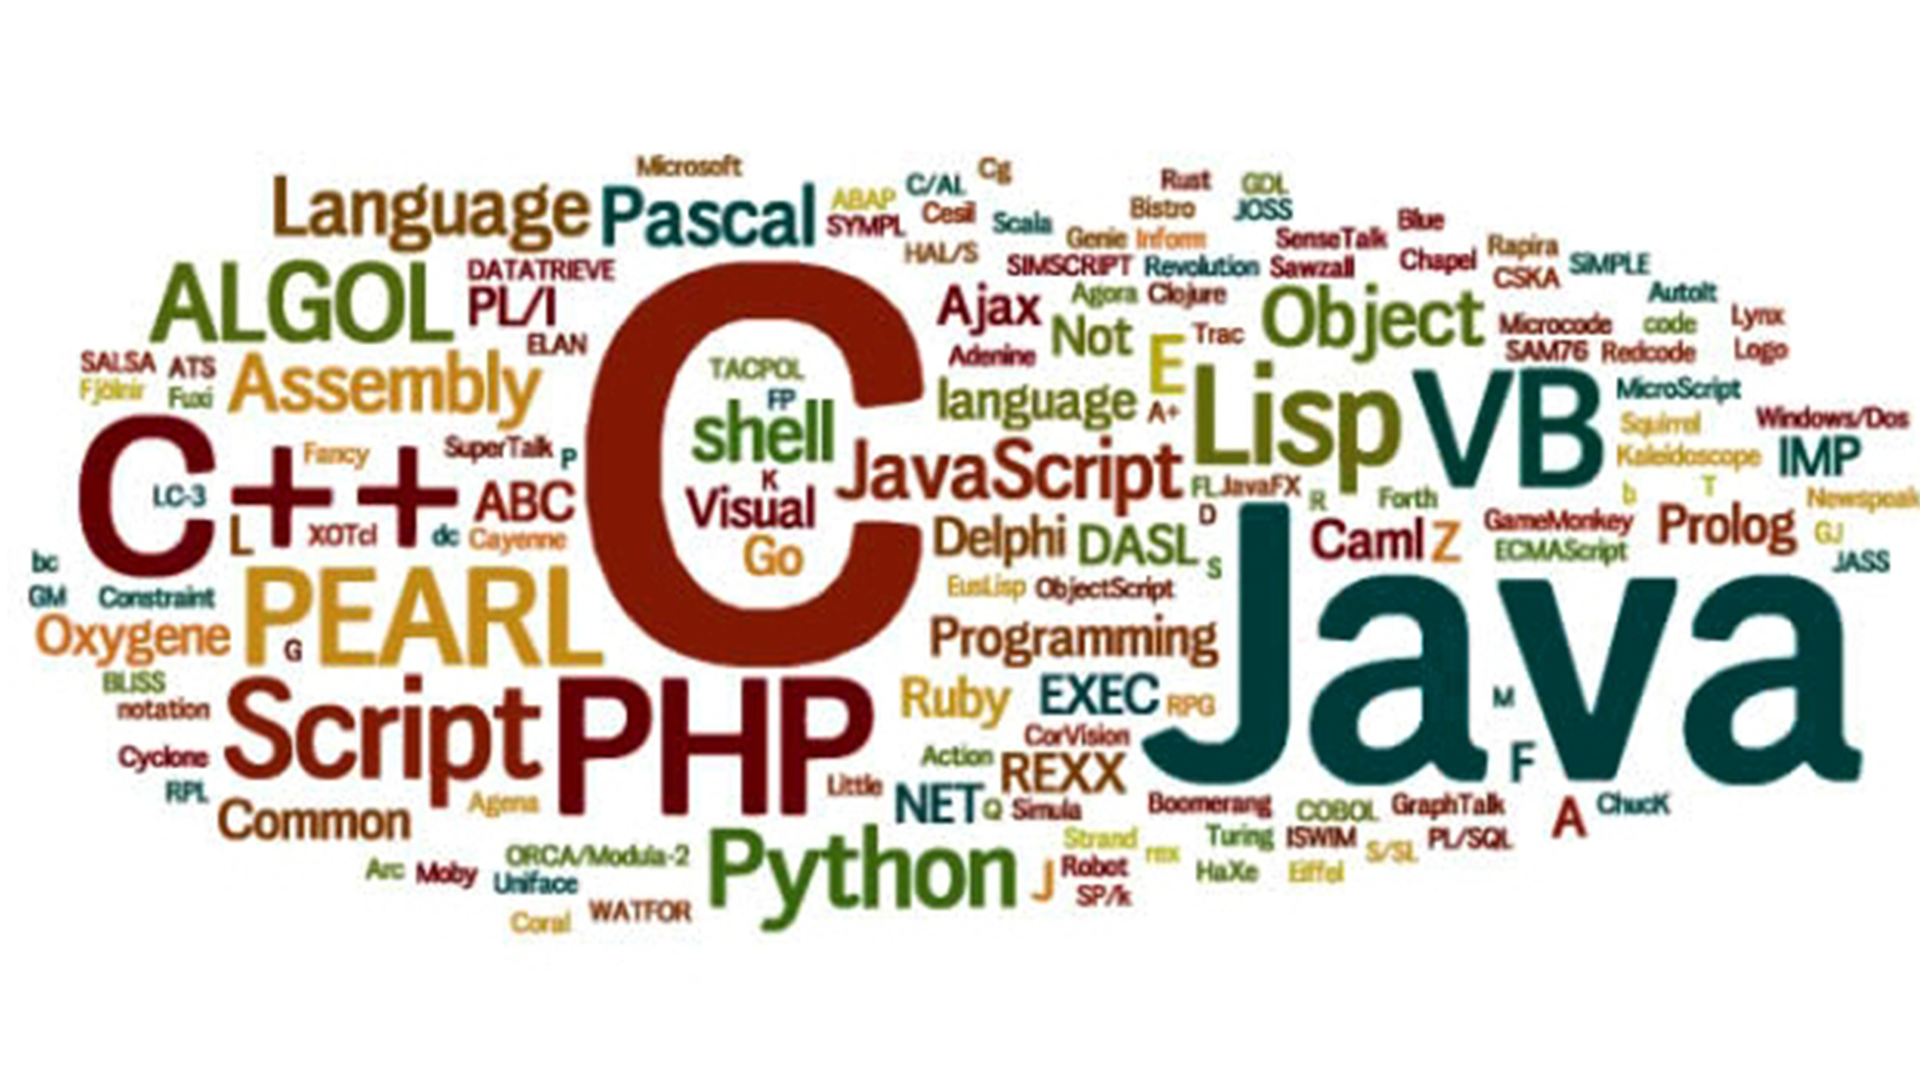 Microsoft
Cg
Language
Pascal
ABAP
C/AL
Rust
GDL
SYMPL
Cesil
Scala
Bistro
JOSS
Blue
HAL/S
Genie
Inform
SenseTalk
Rapira
ALGOL
DATATRIEVE
SIMSCRIPT
Revolution
Sawzall
Chapel
CSKA
SiMPLE
PL/I
C
Ajax
Agora
Clojure
Object
AutoIt
ELAN
Not
Trac
Microcode
code
Lynx
SALSA
ATS
Adenine
E
SAM76
Redcode
Logo
Fjölnir
Fuxi
Assembly
TACPOL
FP
language
A+
Lisp
VB
MicroScript
shell
Squirrel
Windows/Dos
C++
Fancy
SuperTalk
P
JavaScript
Kaleidoscope
IMP
LC-3
ABC
K
Visual
FL
JavaFX
R
Forth
b
T
Newspeak
L
XOTcl
dc
Cayenne
Go
Delphi
DASL
D
S
Caml
Z
GameMonkey
ECMAScript
Prolog
GJ
JASS
bc
GM
Constraint
PEARL
EusLisp
ObjectScript
Java
Oxygene
G
Programming
BLISS
notation
Script
PHP
Ruby
EXEC
RPG
M
Cyclone
CorVision
Action
REXX
F
RPL
Common
Agena
Little
NET
Q
Simula
Boomerang
COBOL
GraphTalk
A
ChucK
Arc
Moby
ORCA/Modula-2
Uniface
Python
Strand
rex
Turing
ISWIM
S/SL
PL/SQL
J
Robot
HaXe
Eiffel
SP/k
Coral
WATFOR